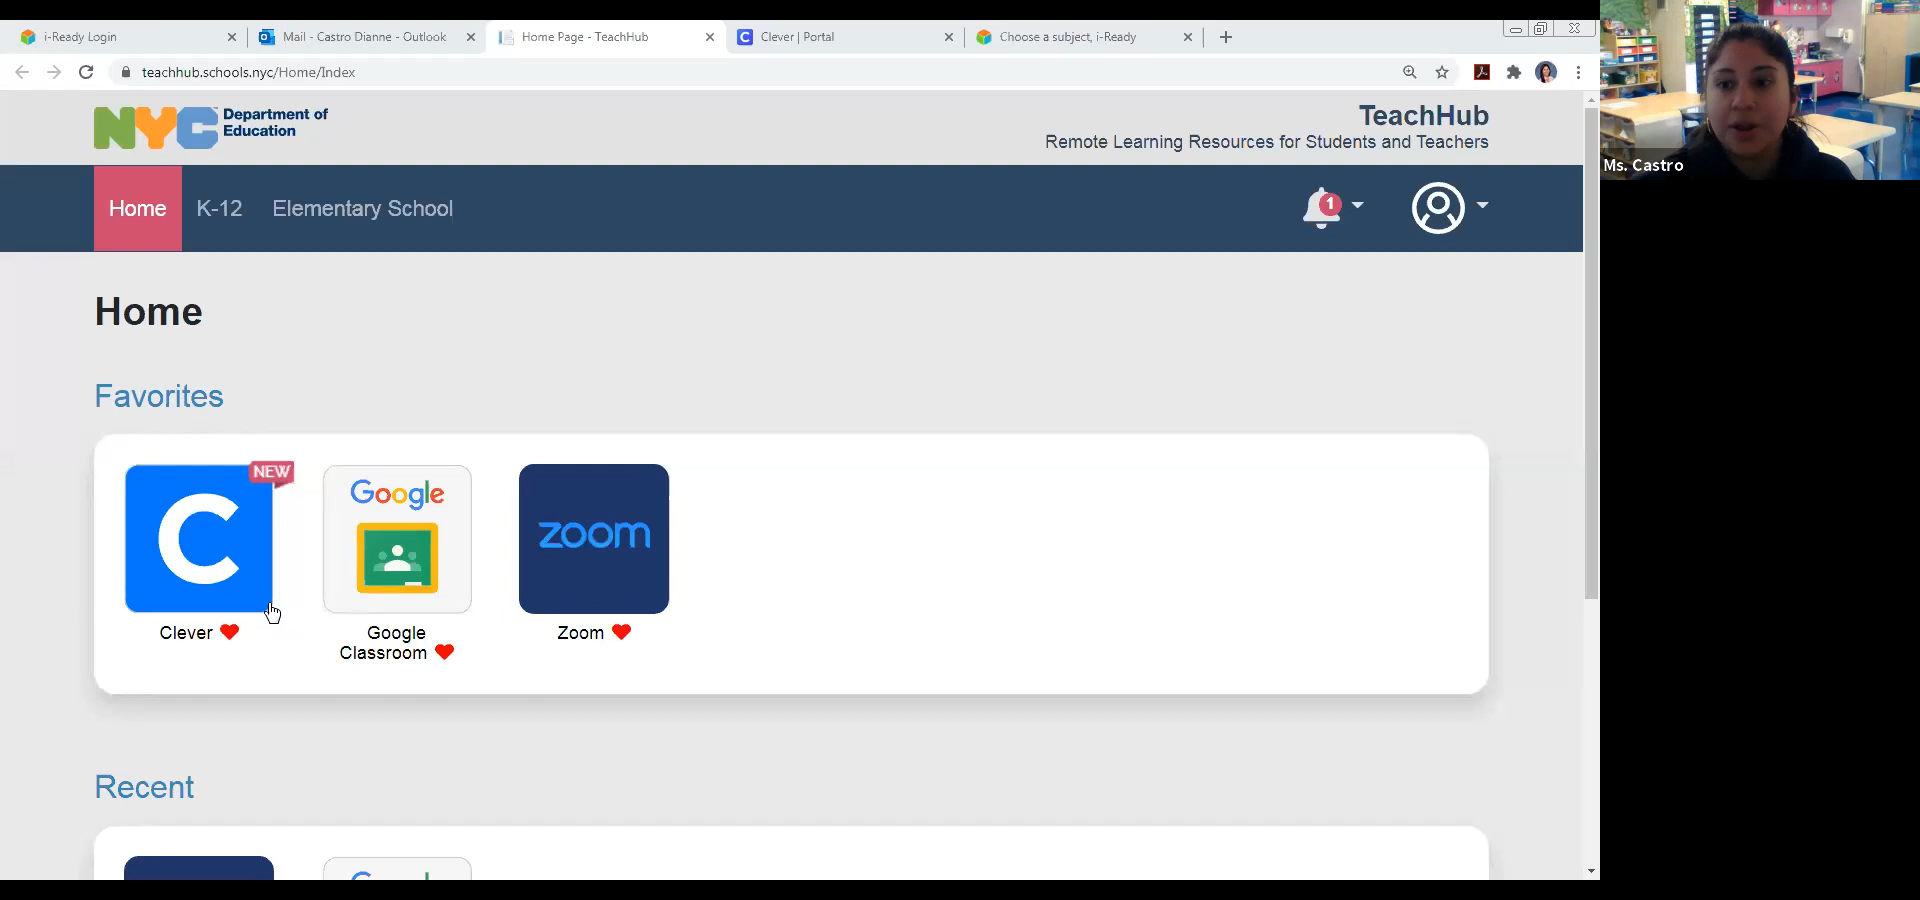 i-Ready Login
Mail - Castro Dianne - Outlook
Home Page - TeachHub
Clever | Portal
Choose a subject, i-Ready
teachhub.schools.nyc/Home/Index
NYC Department of
Education
TeachHub
Remote Learning Resources for Students and Teachers
Home K-12 Elementary School
1
Ms. Castro
Home
Favorites
C
NEW
Google
zoom
Clever
Google
Classroom
Zoom
Recent